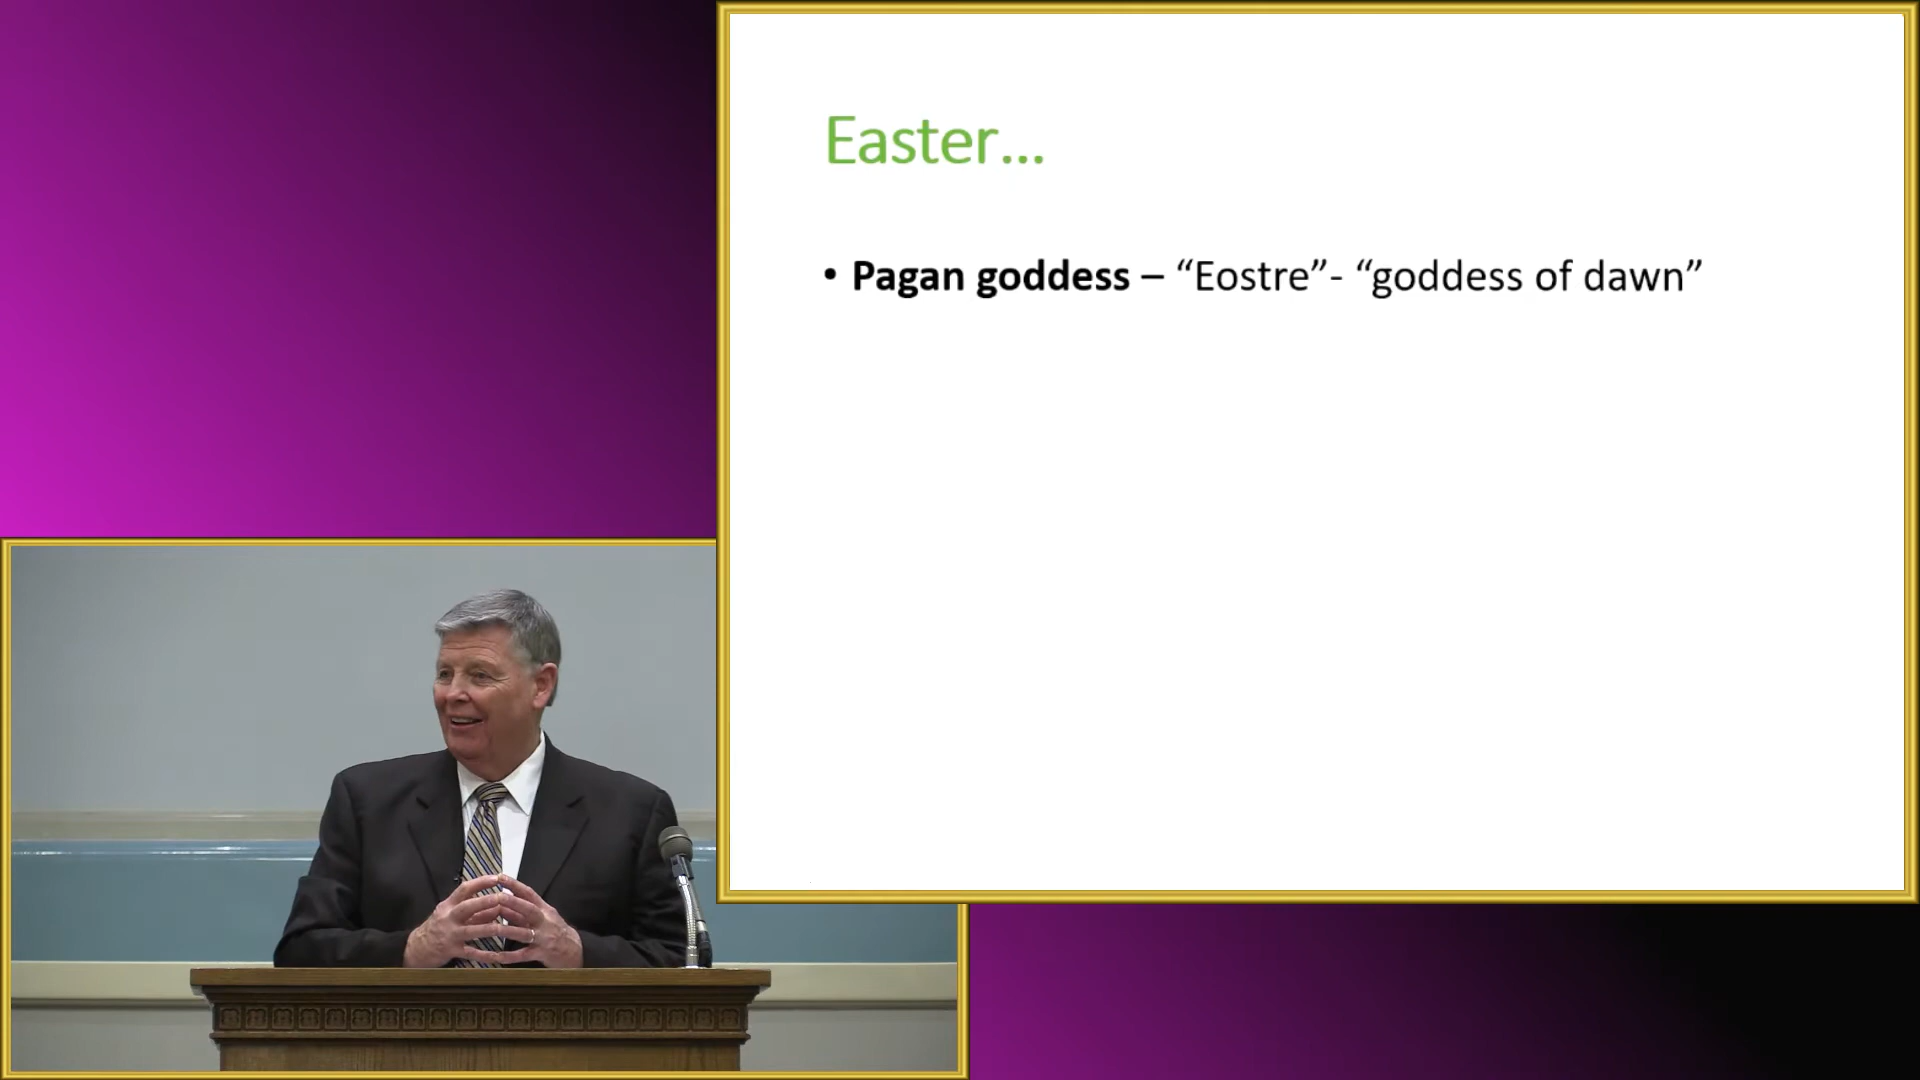 Easter...
• Pagan goddess – “Eostre”- “goddess of dawn”